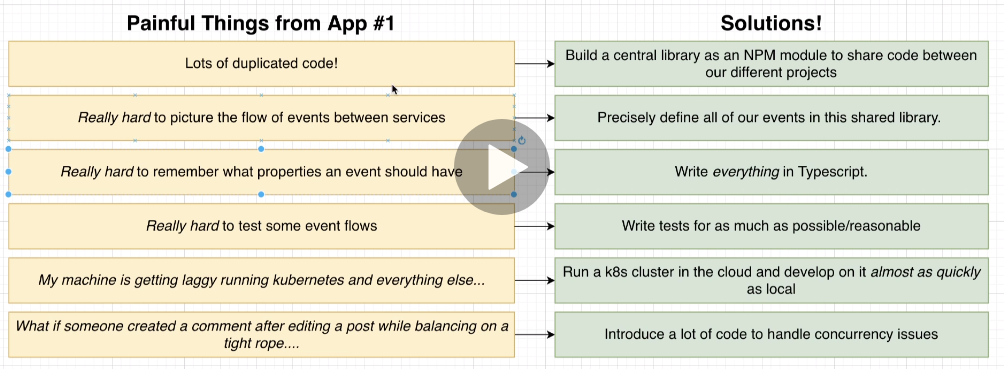 Painful Things from App #1
Solutions!
Lots of duplicated code!
Build a central library as an NPM module to share code between
our different projects
Really hard to picture the flow of events between services
Precisely define all of our events in this shared library.
Really hard to remember what properties an event should have
Write everything in Typescript.
Really hard to test some event flows
Write tests for as much as possible/reasonable
My machine is getting laggy running kubernetes and everything else...
Run a k8s cluster in the cloud and develop on it almost as quickly
as local
What if someone created a comment after editing a post while balancing on a
tight rope....
Introduce a lot of code to handle concurrency issues